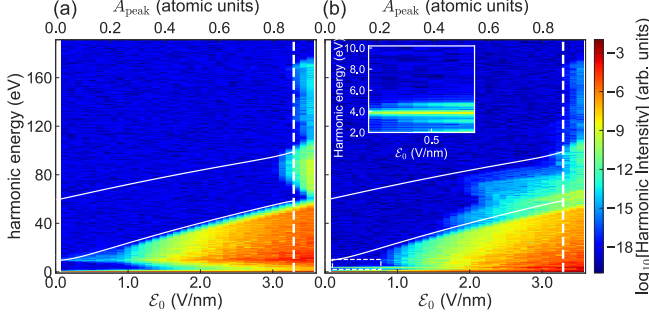 A_peak (atomic units) A_peak (atomic units)
(a) 0.0 0.2 0.4 0.6 0.8 (b) 0.0 0.2 0.4 0.6 0.8
harmonic energy (eV)
160
120
80
40
0
0.0 1.0 2.0 3.0
ℰ₀ (V/nm)
Harmonic energy (eV)
10.0
8.0
6.0
4.0
2.0
0.5
ℰ₀ (V/nm)
0.0 1.0 2.0 3.0
ℰ₀ (V/nm)
−3
−6
−9
−12
−15
−18
log₁₀[Harmonic Intensity] (arb. units)